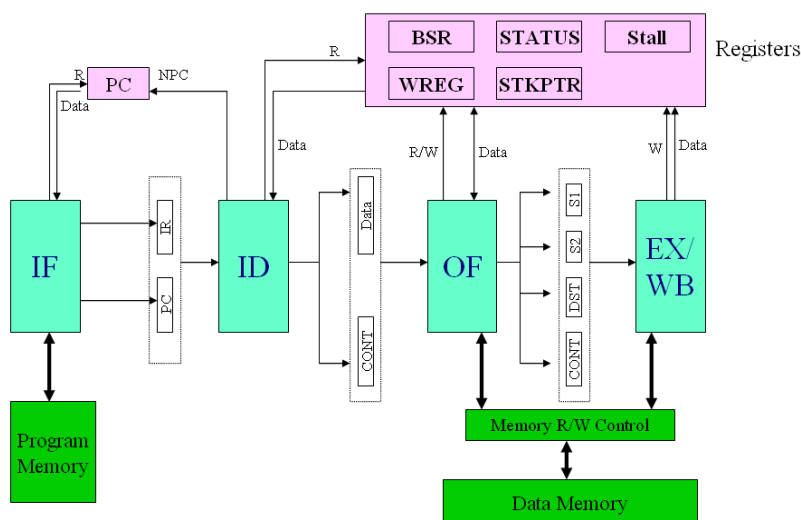 BSR
STATUS
Stall
Registers
R
R
PC
NPC
WREG
STKPTR
Data
Data
R/W
Data
W
Data
IF
IR
PC
ID
Data
CONT
OF
S1
S2
DST
CONT
EX/
WB
Program
Memory
Memory R/W Control
Data Memory